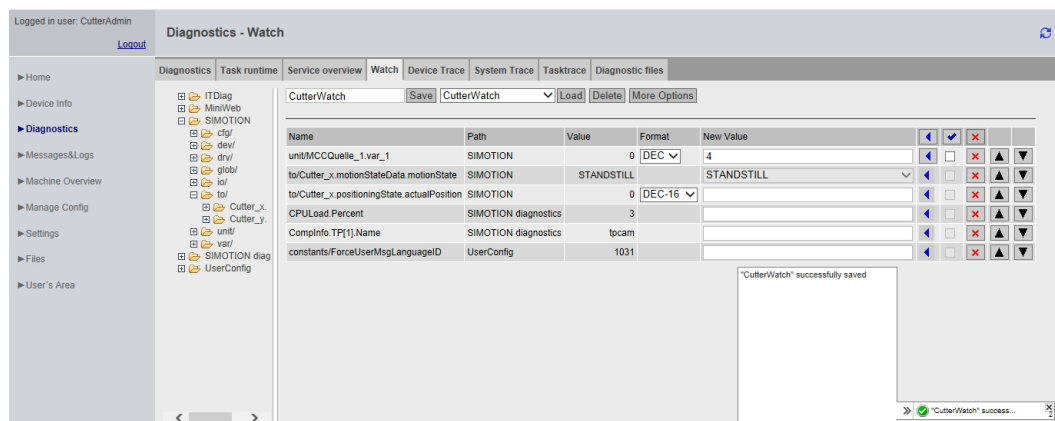 Logged in user: CutterAdmin
Logout
Diagnostics - Watch
Home
Device Info
Diagnostics
Messages&Logs
Machine Overview
Manage Config
Settings
Files
User´s Area
Diagnostics Task runtime Service overview Watch Device Trace System Trace Tasktrace Diagnostic files
ITDiag
MiniWeb
SIMOTION
cfg/
dev/
drv/
glob/
io/
to/
Cutter_x.
Cutter_y.
unit/
var/
SIMOTION diag
UserConfig
CutterWatch Save CutterWatch Load Delete More Options
Name Path Value Format New Value
unit/MCCQuelle_1.var_1 SIMOTION 0 DEC 4
to/Cutter_x.motionStateData.motionState SIMOTION STANDSTILL STANDSTILL
to/Cutter_x.positioningState.actualPosition SIMOTION 0 DEC-16
CPULoad.Percent SIMOTION diagnostics 3
CompInfo.TP[1].Name SIMOTION diagnostics tpcam
constants/ForceUserMsgLanguageID UserConfig 1031
"CutterWatch" successfully saved
"CutterWatch" success...
2